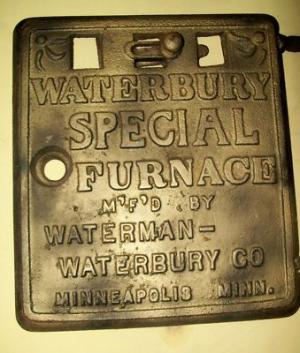 WATERBURY
SPECIAL
FURNACE
M'F'D BY
WATERMAN-
WATERBURY CO
MINNEAPOLIS MINN.